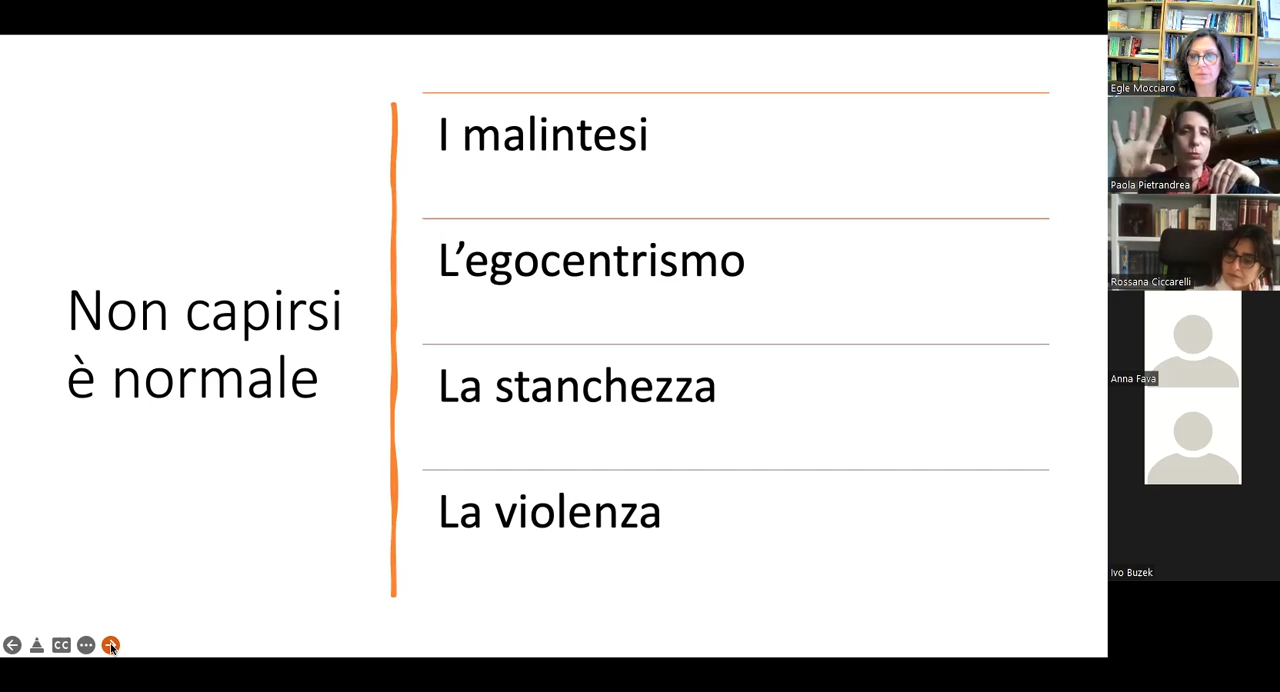 Non capirsi
è normale
I malintesi
L’egocentrismo
La stanchezza
La violenza
CC
Egle Mocciaro
Paola Pietrandrea
Rossana Ciccarelli
Anna Fava
Ivo Buzek